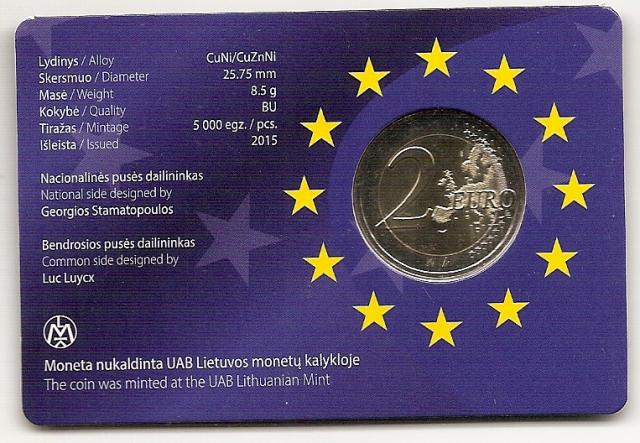 Lydinys / Alloy CuNi/CuZnNi
Skersmuo / Diameter 25.75 mm
Masė / Weight 8.5 g
Kokybė / Quality BU
Tiražas / Mintage 5 000 egz. / pcs.
Išleista / Issued 2015
Nacionalinės pusės dailininkas
National side designed by
Georgios Stamatopoulos
Bendrosios pusės dailininkas
Common side designed by
Luc Luycx
2 EURO
LMK
Moneta nukaldinta UAB Lietuvos monetų kalykloje
The coin was minted at the UAB Lithuanian Mint